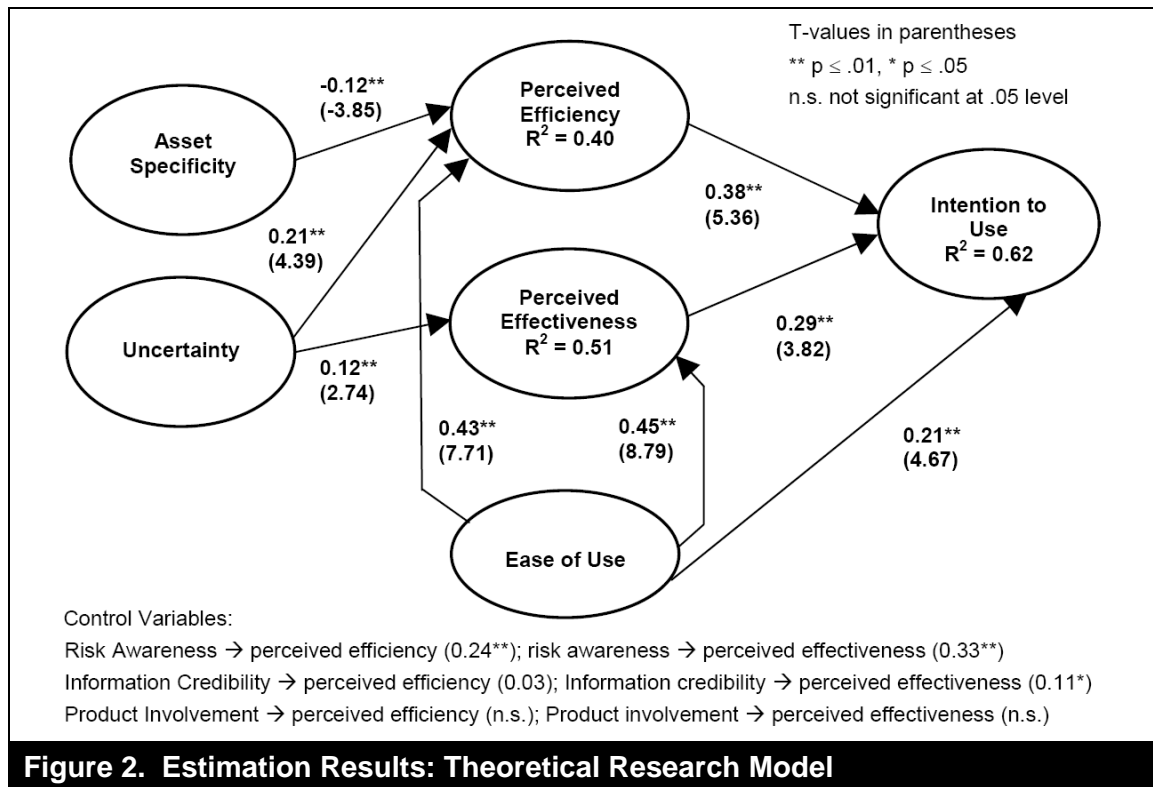 T-values in parentheses
** p ≤ .01, * p ≤ .05
n.s. not significant at .05 level
-0.12**
(-3.85)
Perceived
Efficiency
R² = 0.40
Asset
Specificity
0.38**
(5.36)
Intention to
Use
R² = 0.62
0.21**
(4.39)
Perceived
Effectiveness
R² = 0.51
Uncertainty
0.29**
(3.82)
0.12**
(2.74)
0.43**
(7.71)
0.45**
(8.79)
0.21**
(4.67)
Ease of Use
Control Variables:
Risk Awareness → perceived efficiency (0.24**); risk awareness → perceived effectiveness (0.33**)
Information Credibility → perceived efficiency (0.03); Information credibility → perceived effectiveness (0.11*)
Product Involvement → perceived efficiency (n.s.); Product involvement → perceived effectiveness (n.s.)
Figure 2. Estimation Results: Theoretical Research Model